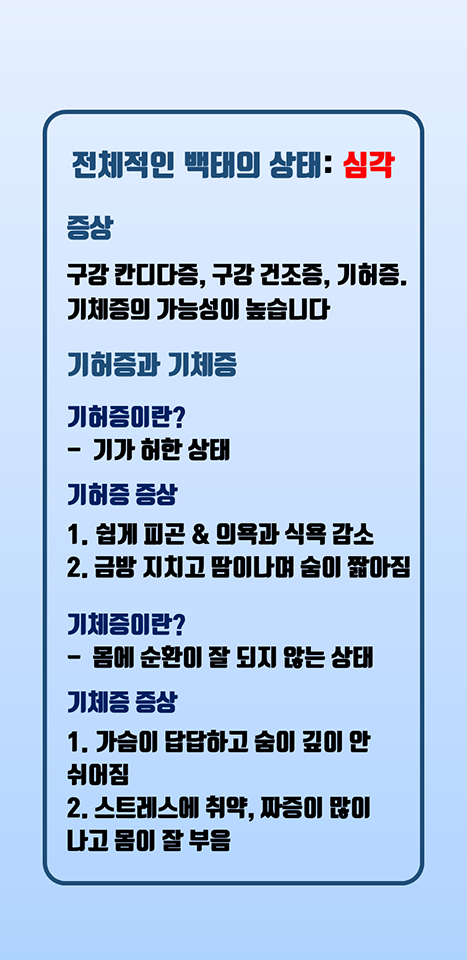 전체적인 백태의 상태: 심각
증상
구강 칸디다증, 구강 건조증, 기허증.
기체증의 가능성이 높습니다
기허증과 기체증
기허증이란?
- 기가 허한 상태
기허증 증상
1. 쉽게 피곤 & 의욕과 식욕 감소
2. 금방 지치고 땀이나며 숨이 짧아짐
기체증이란?
- 몸에 순환이 잘 되지 않는 상태
기체증 증상
1. 가슴이 답답하고 숨이 깊이 안
쉬어짐
2. 스트레스에 취약, 짜증이 많이
나고 몸이 잘 부음